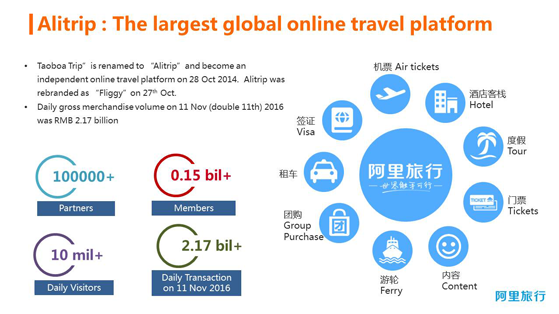 Alitrip : The largest global online travel platform
• Taoboa Trip” is renamed to “Alitrip” and become an
independent online travel platform on 28 Oct 2014. Alitrip was
rebranded as “Fliggy” on 27th Oct.
• Daily gross merchandise volume on 11 Nov (double 11th) 2016
was RMB 2.17 billion
100000+
Partners
0.15 bil+
Members
10 mil+
Daily Visitors
2.17 bil+
Daily Transaction
on 11 Nov 2016
机票 Air tickets
酒店客栈
Hotel
度假
Tour
门票
Tickets
TICKET
内容
Content
游轮
Ferry
团购
Group
Purchase
租车
签证
Visa
阿里旅行
阿里旅行